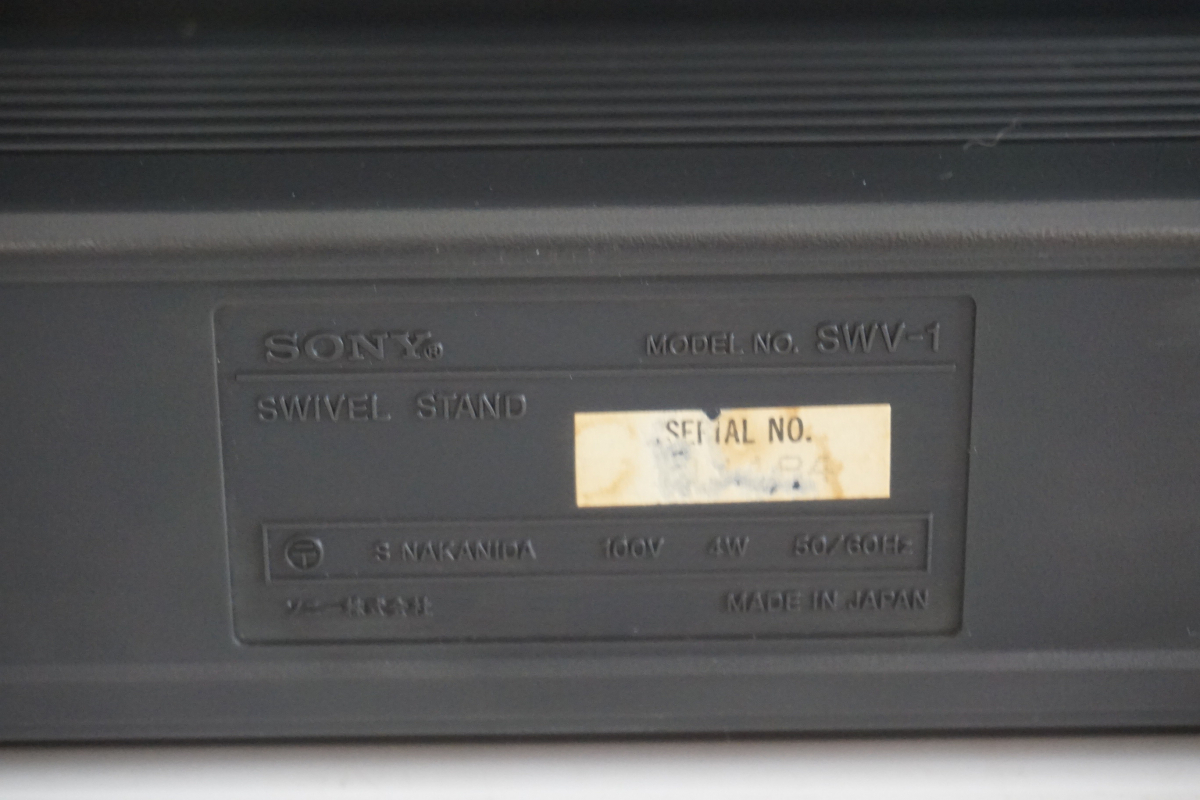 SONY®
MODEL NO. SWV-1
SWIVEL STAND
SERIAL NO.
〒 S NAKANIDA 100V 4W 50/60Hz
ソニー株式会社
MADE IN JAPAN